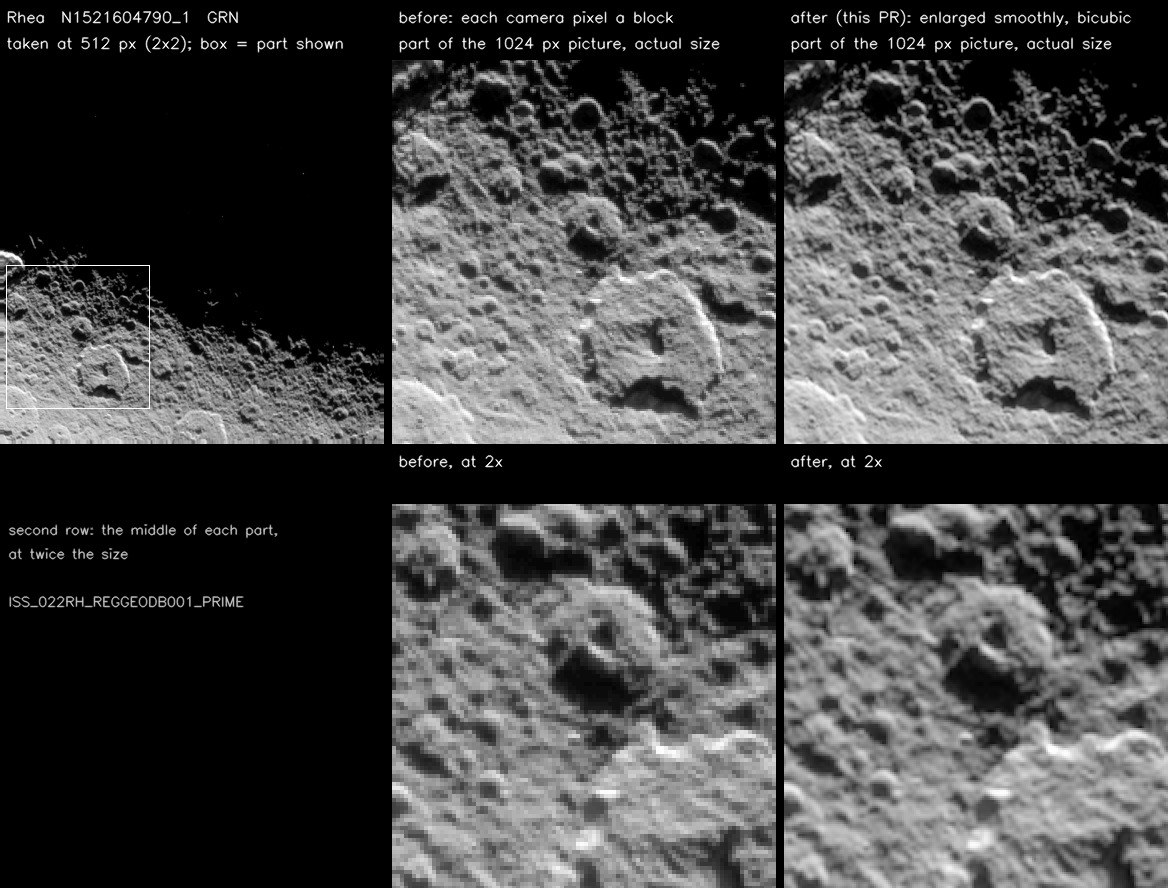 Rhea N1521604790_1 GRN
taken at 512 px (2x2); box = part shown
before: each camera pixel a block
part of the 1024 px picture, actual size
after (this PR): enlarged smoothly, bicubic
part of the 1024 px picture, actual size
before, at 2x
after, at 2x
second row: the middle of each part,
at twice the size
ISS_022RH_REGGEODB001_PRIME